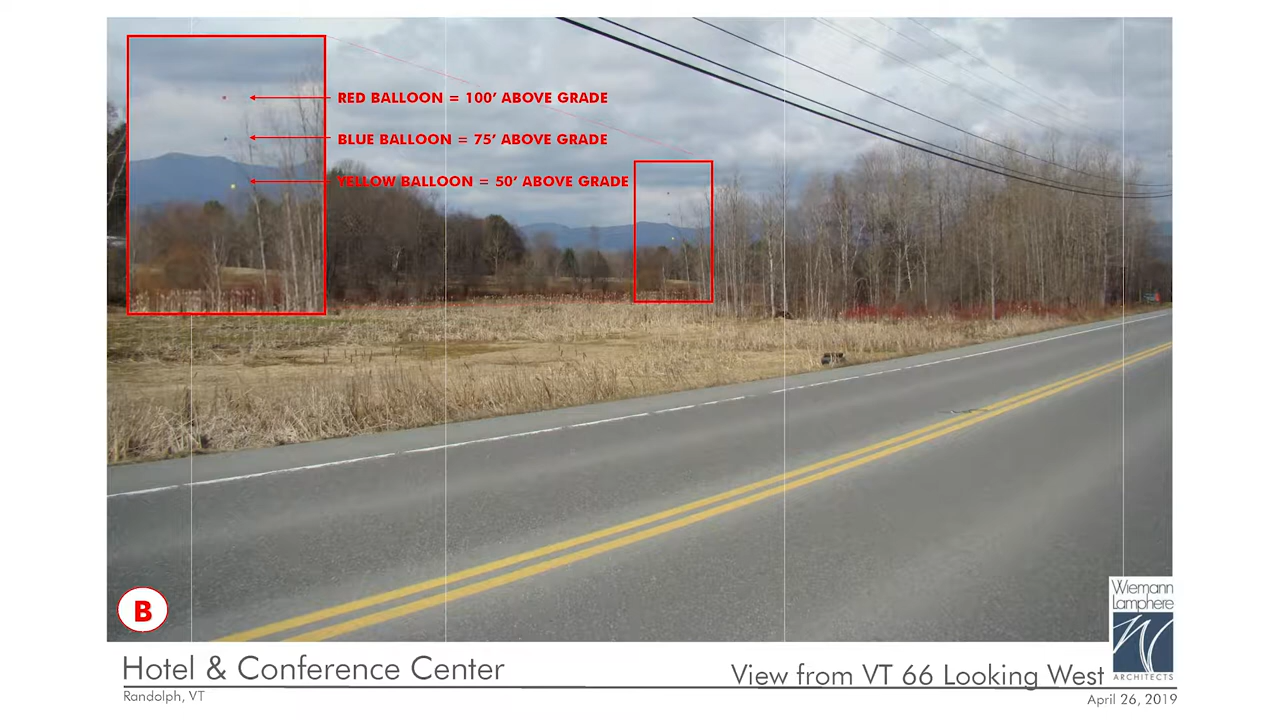 RED BALLOON = 100' ABOVE GRADE
BLUE BALLOON = 75' ABOVE GRADE
YELLOW BALLOON = 50' ABOVE GRADE
B
Wiemann
Lamphere
ARCHITECTS
Hotel & Conference Center
View from VT 66 Looking West
Randolph, VT
April 26, 2019